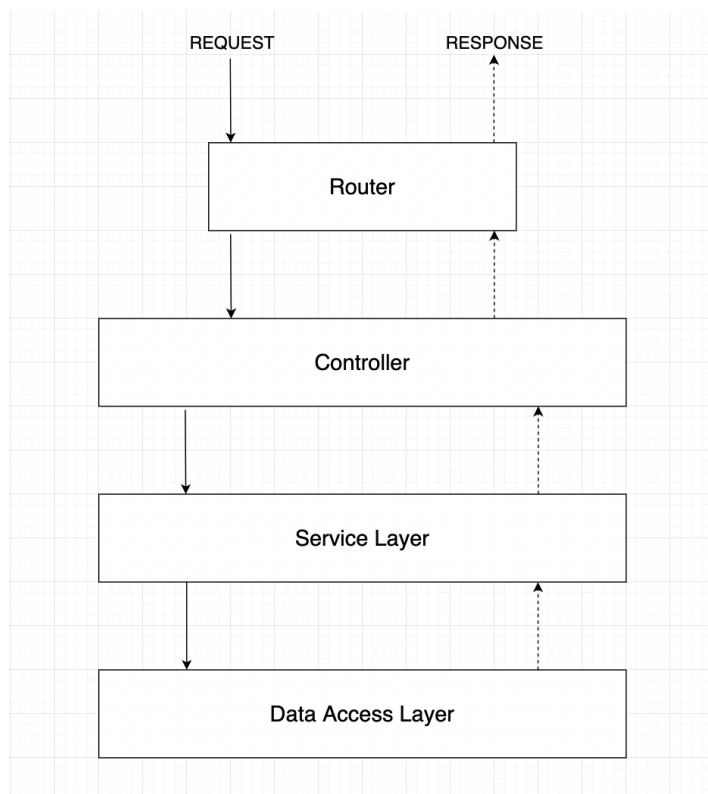 REQUEST
RESPONSE
Router
Controller
Service Layer
Data Access Layer